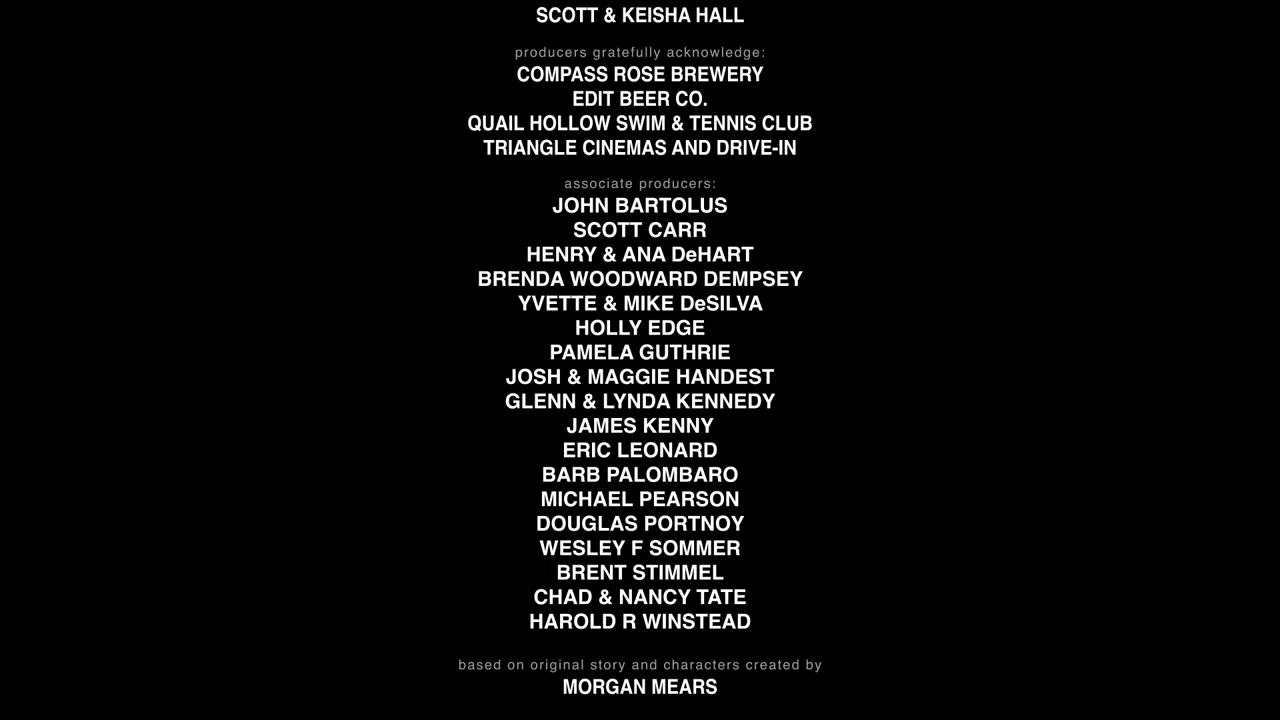 SCOTT & KEISHA HALL
producers gratefully acknowledge:
COMPASS ROSE BREWERY
EDIT BEER CO.
QUAIL HOLLOW SWIM & TENNIS CLUB
TRIANGLE CINEMAS AND DRIVE-IN
associate producers:
JOHN BARTOLUS
SCOTT CARR
HENRY & ANA DeHART
BRENDA WOODWARD DEMPSEY
YVETTE & MIKE DeSILVA
HOLLY EDGE
PAMELA GUTHRIE
JOSH & MAGGIE HANDEST
GLENN & LYNDA KENNEDY
JAMES KENNY
ERIC LEONARD
BARB PALOMBARO
MICHAEL PEARSON
DOUGLAS PORTNOY
WESLEY F SOMMER
BRENT STIMMEL
CHAD & NANCY TATE
HAROLD R WINSTEAD
based on original story and characters created by
MORGAN MEARS